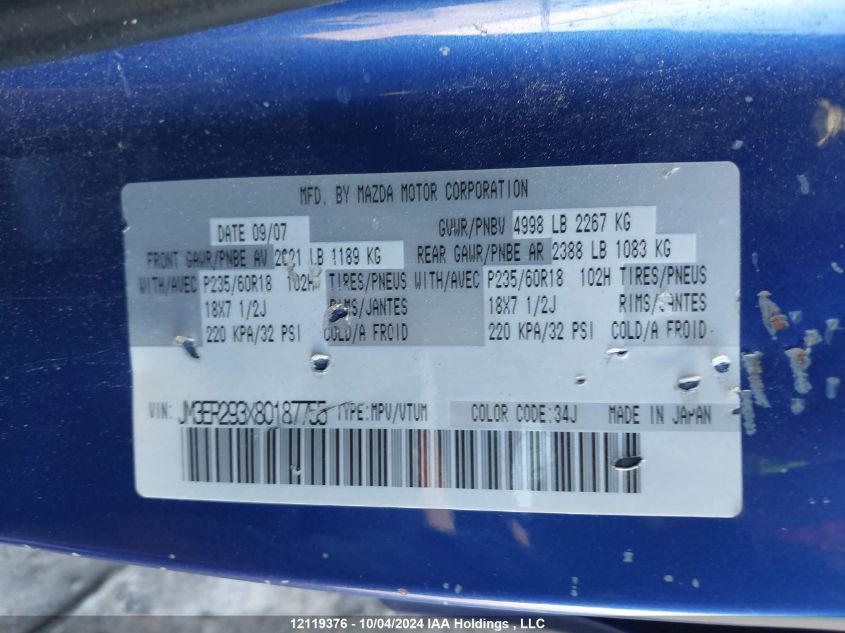 MFD. BY MAZDA MOTOR CORPORATION
DATE 09/07 GVWR/PNBV 4998 LB 2267 KG
FRONT GAWR/PNBE AV 2621 LB 1189 KG REAR GAWR/PNBE AR 2388 LB 1083 KG
WITH/AVEC P235/60R18 102H TIRES/PNEUS WITH/AVEC P235/60R18 102H TIRES/PNEUS
18X7 1/2J RIMS/JANTES 18X7 1/2J RIMS/JANTES
220 KPA/32 PSI COLD/A FROID 220 KPA/32 PSI COLD/A FROID
VIN: JM3ER293X80187755 TYPE:MPV/VTUM COLOR CODE:34J MADE IN JAPAN
12119376 - 10/04/2024 IAA Holdings , LLC